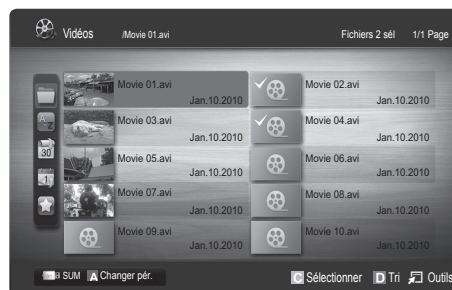 Vidéos /Movie 01.avi Fichiers 2 sél 1/1 Page
Movie 01.avi
Jan.10.2010
Movie 02.avi
Jan.10.2010
Movie 03.avi
Jan.10.2010
Movie 04.avi
Jan.10.2010
Movie 05.avi
Jan.10.2010
Movie 06.avi
Jan.10.2010
Movie 07.avi
Jan.10.2010
Movie 08.avi
Jan.10.2010
Movie 09.avi
Jan.10.2010
Movie 10.avi
Jan.10.2010
A Z
30
1
SUM A Changer pér. C Sélectionner D Tri Outils